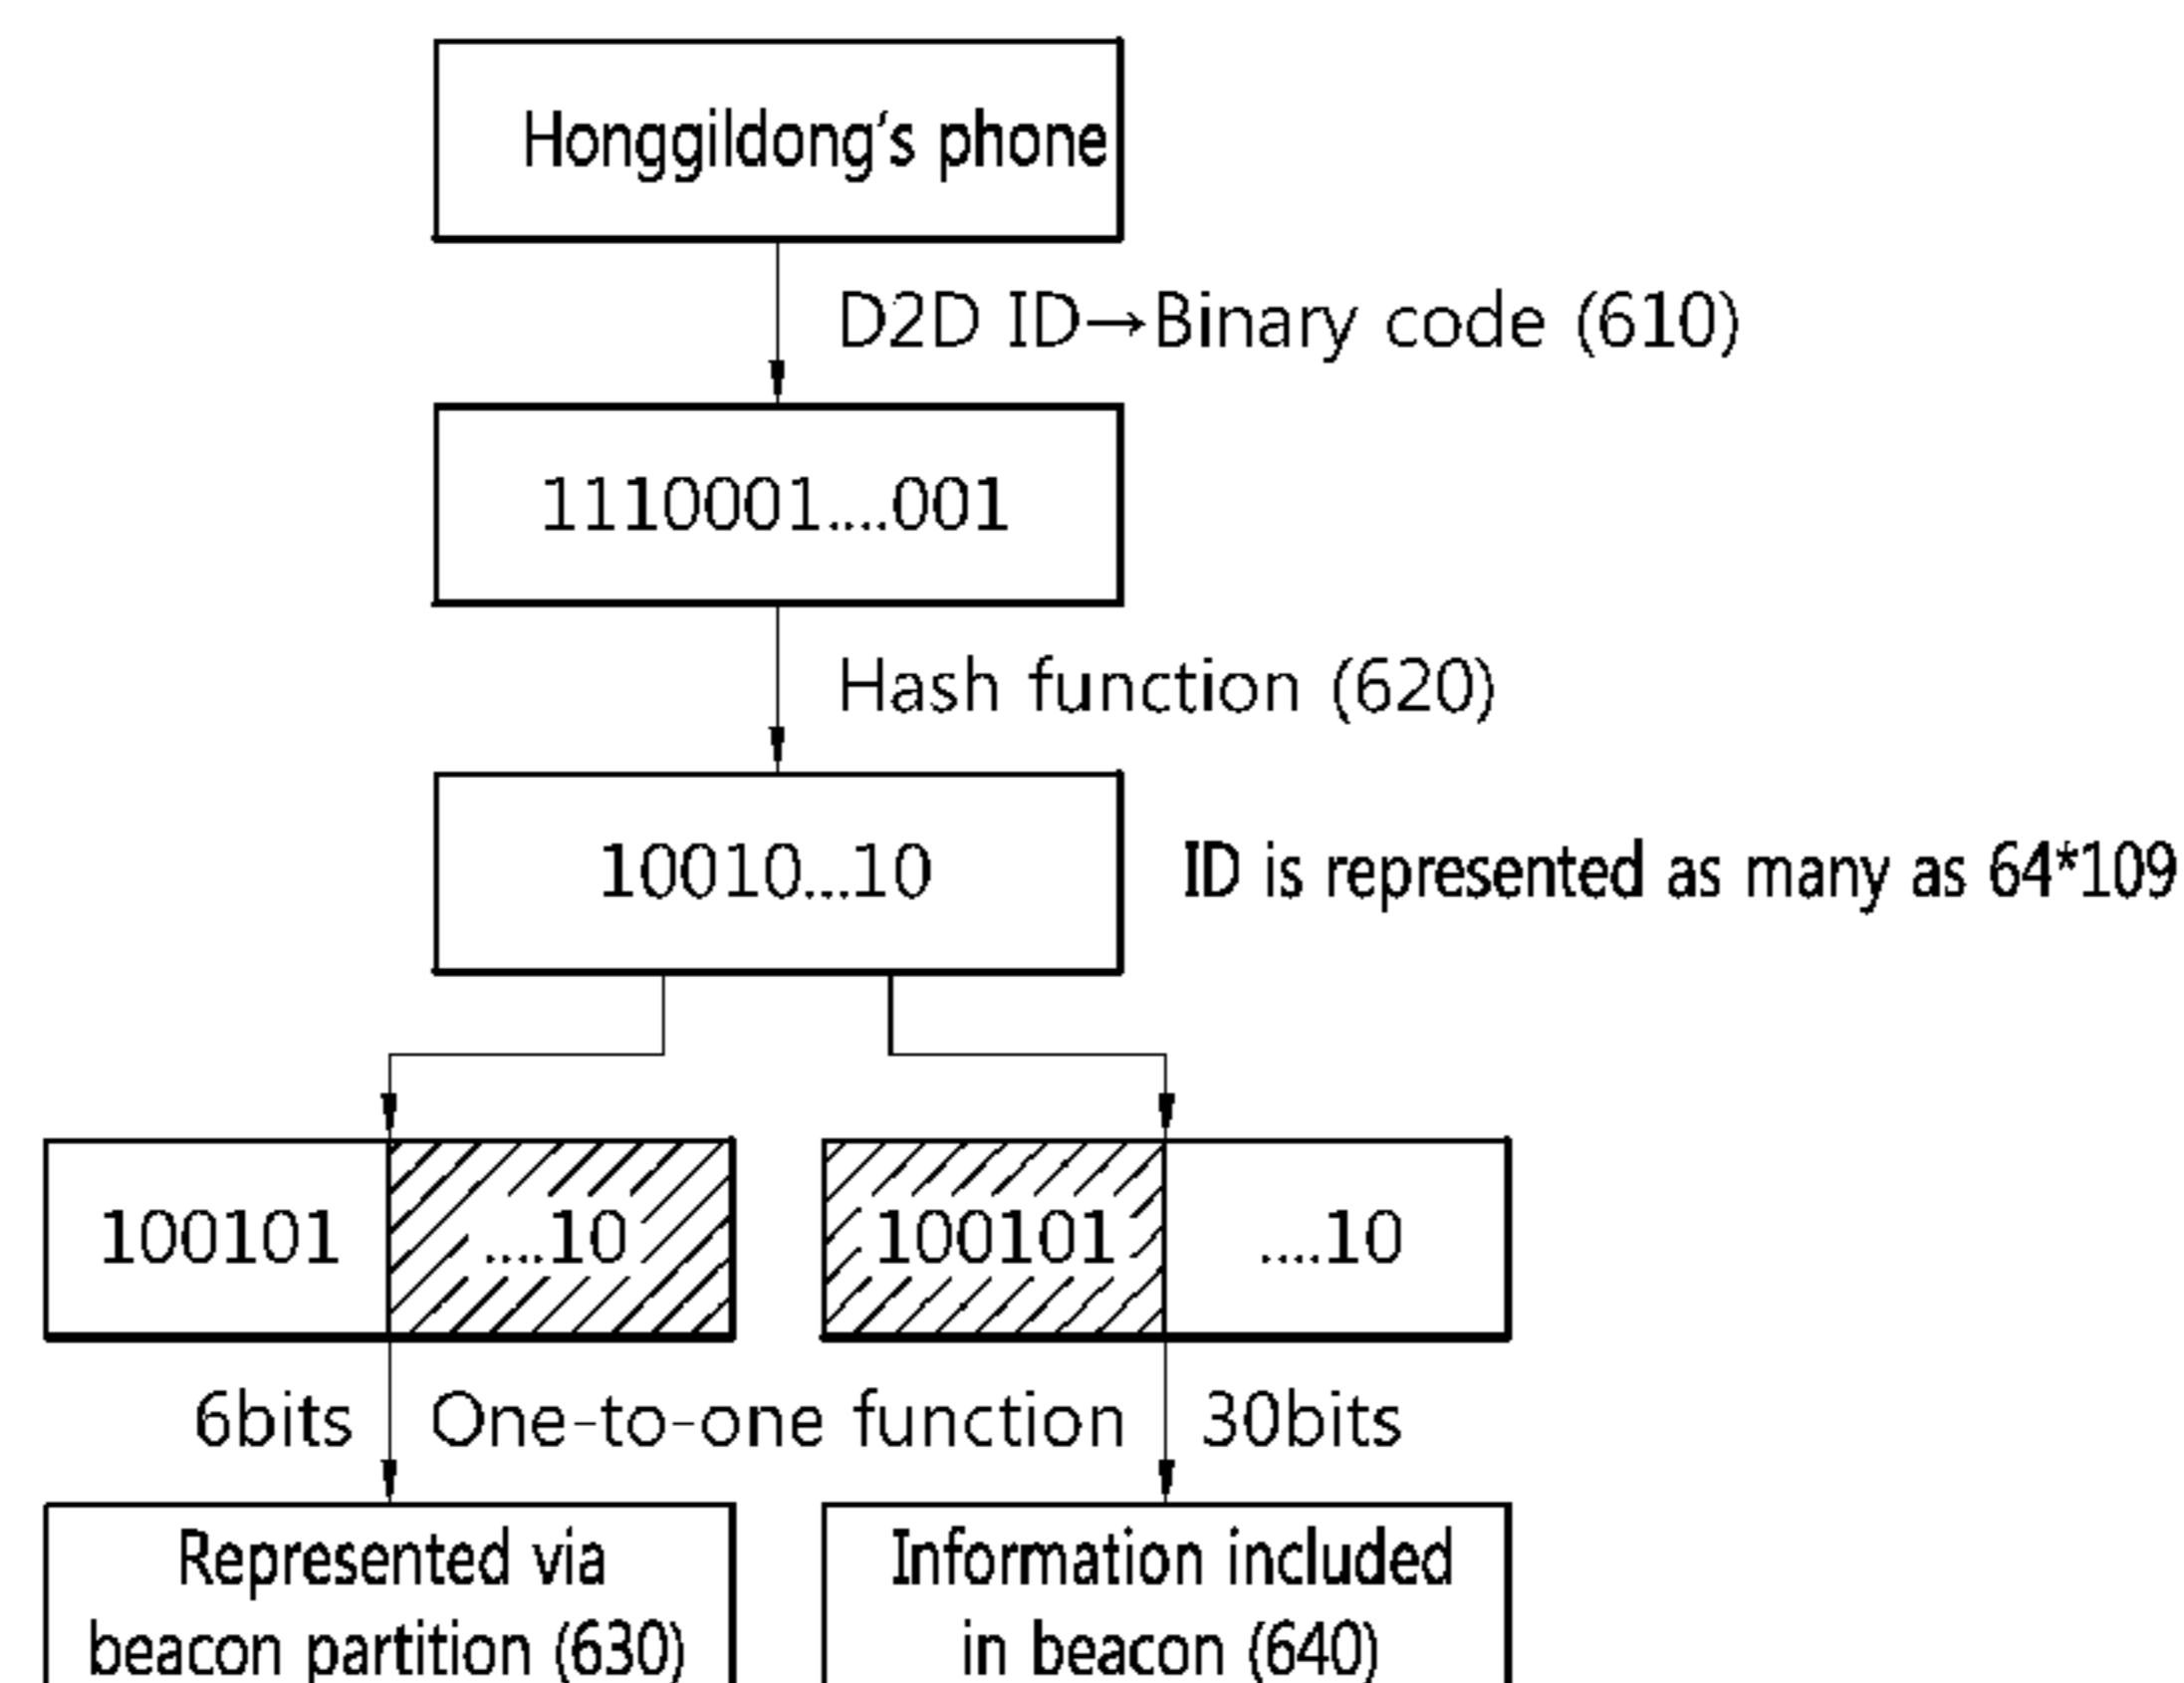 Honggildong's phone
D2D ID→Binary code (610)
1110001....001
Hash function (620)
10010...10
ID is represented as many as 64*109
100101 ....10
100101 ....10
6bits One-to-one function 30bits
Represented via
beacon partition (630)
Information included
in beacon (640)